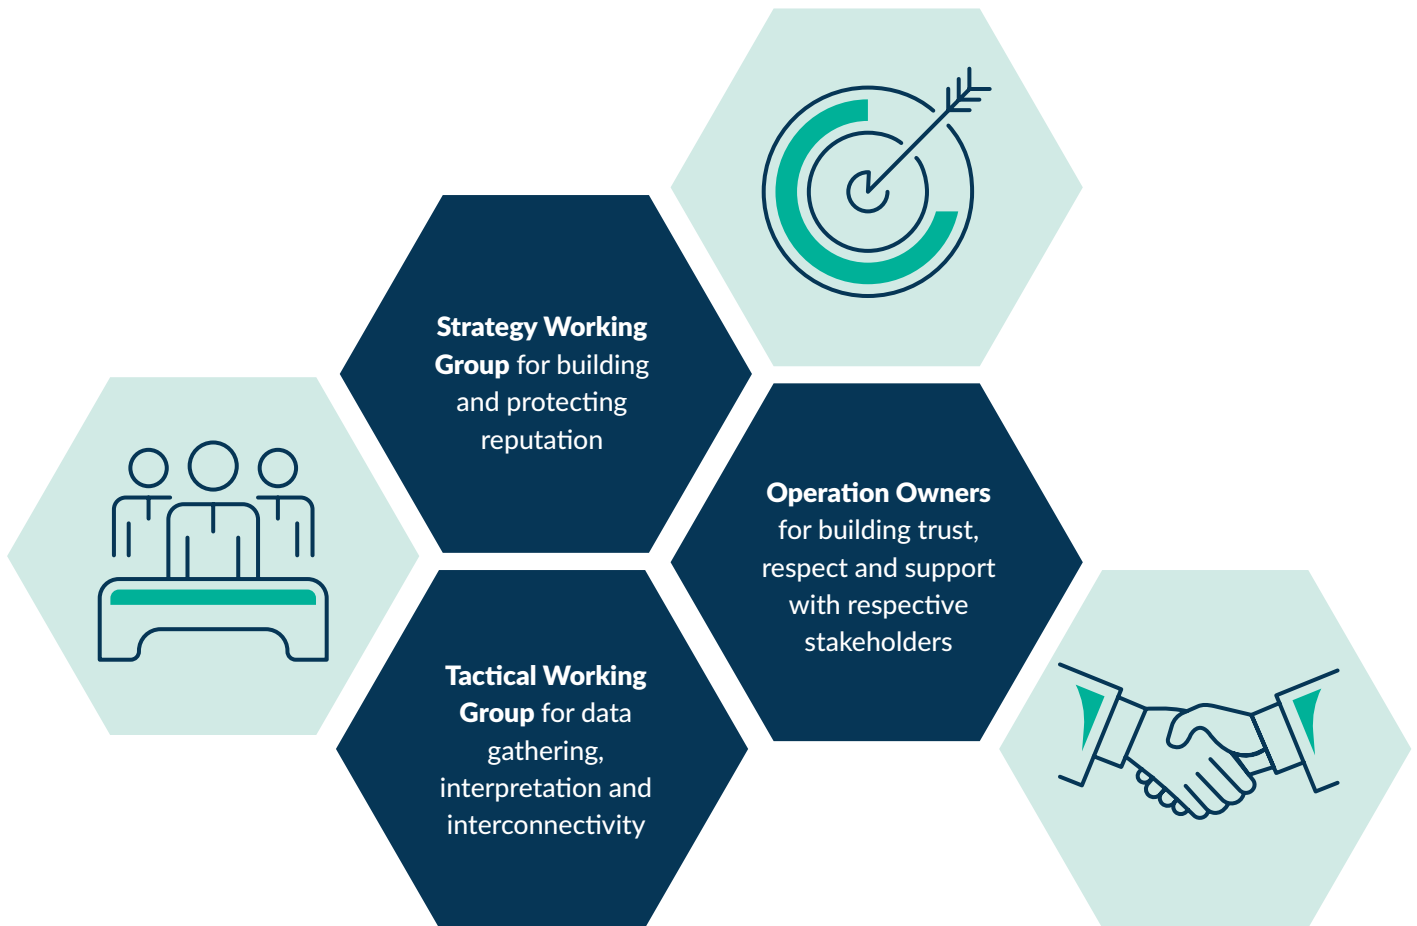 Strategy Working
Group for building
and protecting
reputation
Operation Owners
for building trust,
respect and support
with respective
stakeholders
Tactical Working
Group for data
gathering,
interpretation and
interconnectivity